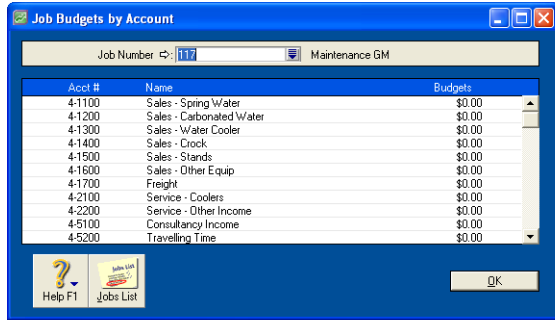 Job Budgets by Account
Job Number ⇨: 117 Maintenance GM
Acct # Name Budgets
4-1100 Sales - Spring Water $0.00
4-1200 Sales - Carbonated Water $0.00
4-1300 Sales - Water Cooler $0.00
4-1400 Sales - Crock $0.00
4-1500 Sales - Stands $0.00
4-1600 Sales - Other Equip $0.00
4-1700 Freight $0.00
4-2100 Service - Coolers $0.00
4-2200 Service - Other Income $0.00
4-5100 Consultancy Income $0.00
4-5200 Travelling Time $0.00
Jobs List
Help F1 Jobs List OK